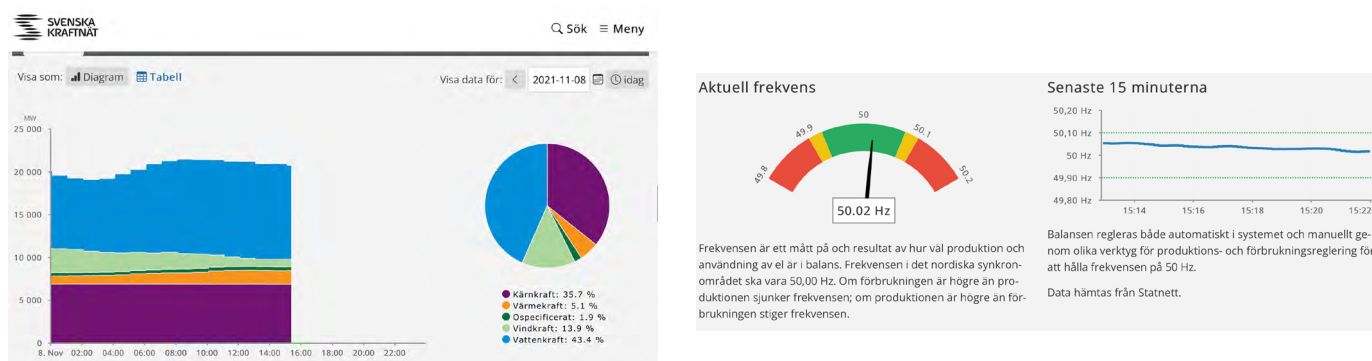 SVENSKA
KRAFTNÄT
Sök Meny
Visa som: Diagram Tabell
Visa data för: < 2021-11-08 idag
MW
25 000
20 000
15 000
10 000
5 000
0
8. Nov 02:00 04:00 06:00 08:00 10:00 12:00 14:00 16:00 18:00 20:00 22:00
Kärnkraft: 35.7 %
Värmekraft: 5.1 %
Ospecificerat: 1.9 %
Vindkraft: 13.9 %
Vattenkraft: 43.4 %
Aktuell frekvens
49.8 49.9 50 50.1 50.2
50.02 Hz
Frekvensen är ett mått på och resultat av hur väl produktion och
användning av el är i balans. Frekvensen i det nordiska synkron-
området ska vara 50,00 Hz. Om förbrukningen är högre än pro-
duktionen sjunker frekvensen; om produktionen är högre än för-
brukningen stiger frekvensen.
Senaste 15 minuterna
50,20 Hz
50,10 Hz
50 Hz
49,90 Hz
49,80 Hz
15:14 15:16 15:18 15:20 15:22
Balansen regleras både automatiskt i systemet och manuellt ge-
nom olika verktyg för produktions- och förbrukningsreglering för
att hålla frekvensen på 50 Hz.
Data hämtas från Statnett.